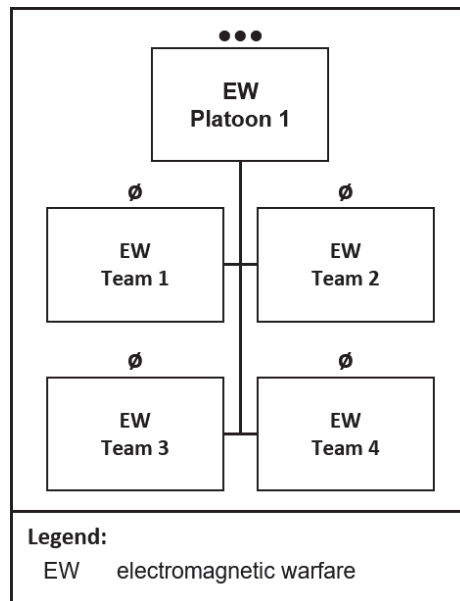 ●●●
EW
Platoon 1
Ø
Ø
EW
Team 1
EW
Team 2
Ø
Ø
EW
Team 3
EW
Team 4
Legend:
EW electromagnetic warfare